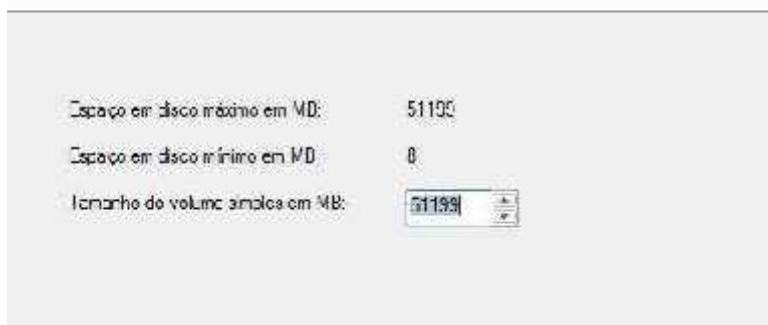 Espaço em disco máximo em MB: 51199
Espaço em disco mínimo em MB 8
Tamanho do volume simples em MB: 51199